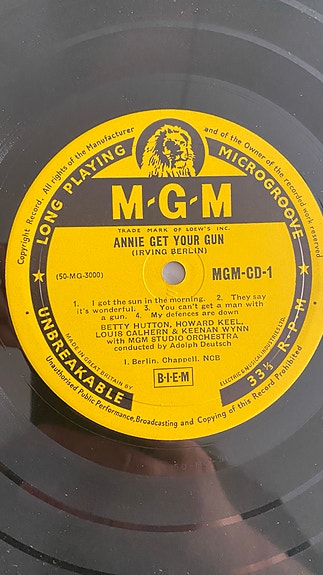 Copyright Record. All rights of the Manufacturer and of the Owner of the recorded work reserved
LONG PLAYING MICROGROOVE
M-G-M
TRADE MARK OF LOEW'S INC.
ANNIE GET YOUR GUN
(IRVING BERLIN)
(50-MG-3000)
MGM-CD-1
1. I got the sun in the morning. 2. They say
it's wonderful. 3. You can't get a man with
a gun. 4. My defences are down
BETTY HUTTON, HOWARD KEEL,
LOUIS CALHERN & KEENAN WYNN
with MGM STUDIO ORCHESTRA
conducted by Adolph Deutsch
1. Berlin. Chappell. NCB
B·I·E·M
UNBREAKABLE
33⅓ R·P·M
MADE IN GREAT BRITAIN BY
ELECTRIC & MUSICAL INDUSTRIES LTD.
Unauthorised Public Performance, Broadcasting and Copying of this Record Prohibited